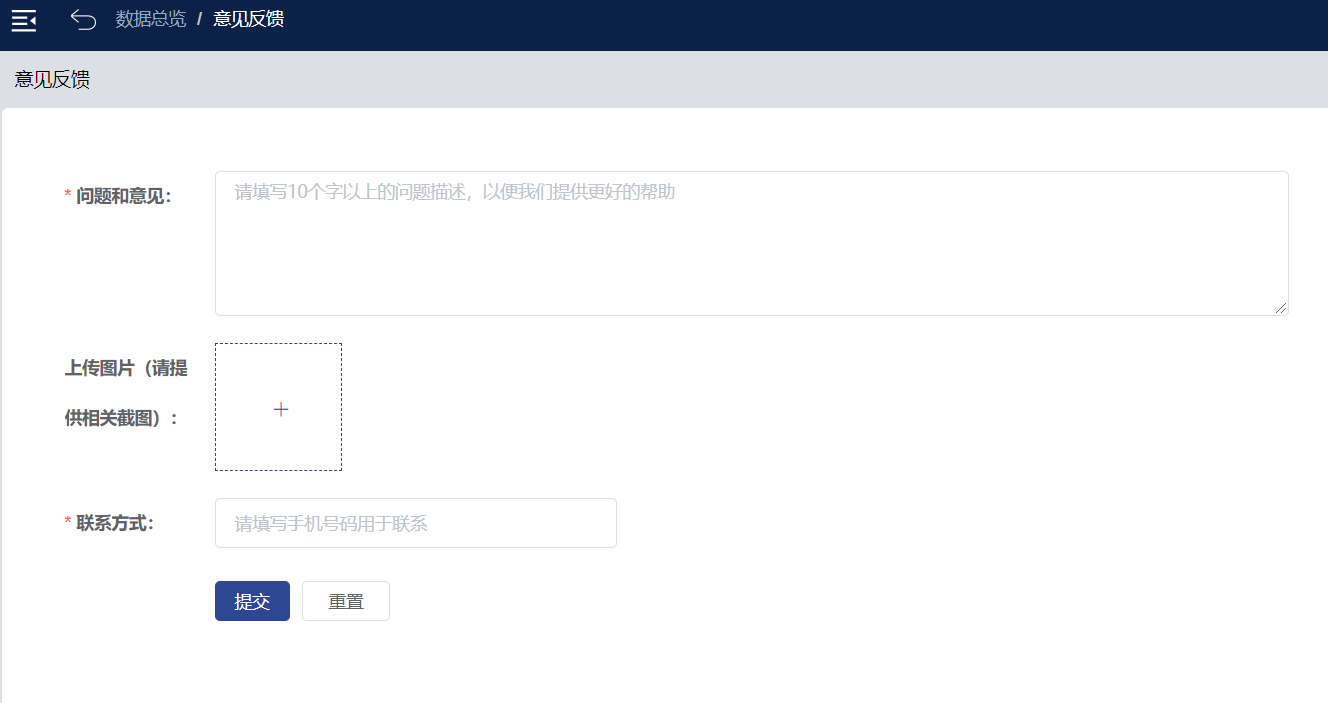 数据总览 / 意见反馈
意见反馈
* 问题和意见：
请填写10个字以上的问题描述，以便我们提供更好的帮助
上传图片（请提
供相关截图）：
* 联系方式：
请填写手机号码用于联系
提交 重置